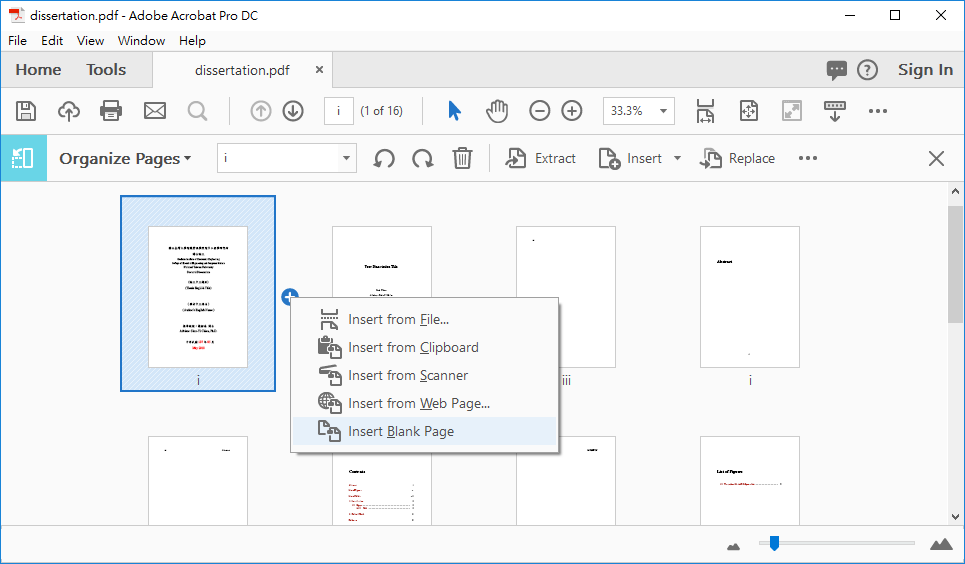 dissertation.pdf - Adobe Acrobat Pro DC
File Edit View Window Help
Home Tools dissertation.pdf × Sign In
i (1 of 16) 33.3%
Organize Pages i Extract Insert Replace
Your Dissertation Title
Abstract
Insert from File...
Insert from Clipboard
Insert from Scanner
Insert from Web Page...
Insert Blank Page
i iii i
Contents
List of Figures